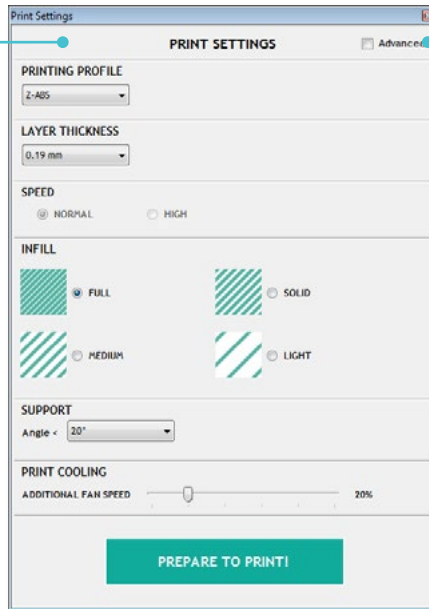 Print Settings
PRINT SETTINGS
Advanced
PRINTING PROFILE
Z-ABS
LAYER THICKNESS
0.19 mm
SPEED
NORMAL HIGH
INFILL
FULL SOLID
MEDIUM LIGHT
SUPPORT
Angle < 20°
PRINT COOLING
ADDITIONAL FAN SPEED 20%
PREPARE TO PRINT!